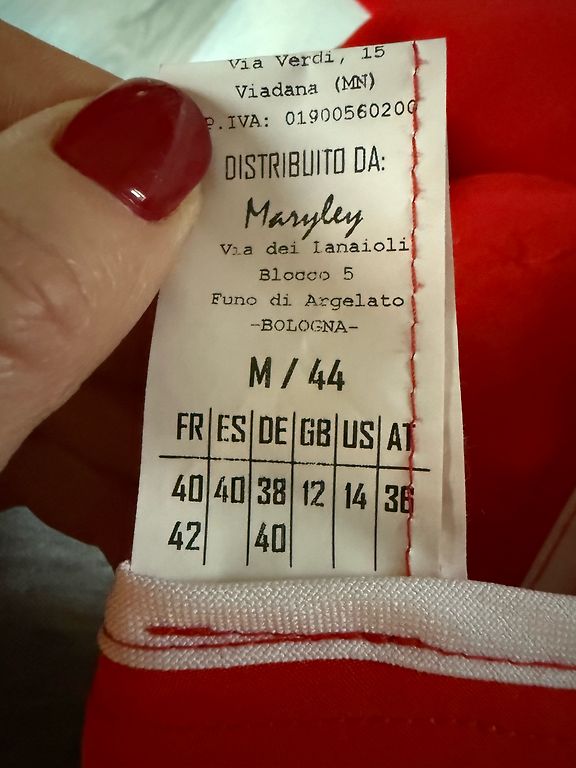 Via Verdi, 15
Viadana (MN)
P.IVA: 01900560200
DISTRIBUITO DA:
Maryley
Via dei Lanaioli
Blocco 5
Funo di Argelato
-BOLOGNA-
M / 44
FR ES DE GB US AT
40 40 38 12 14 36
42 40